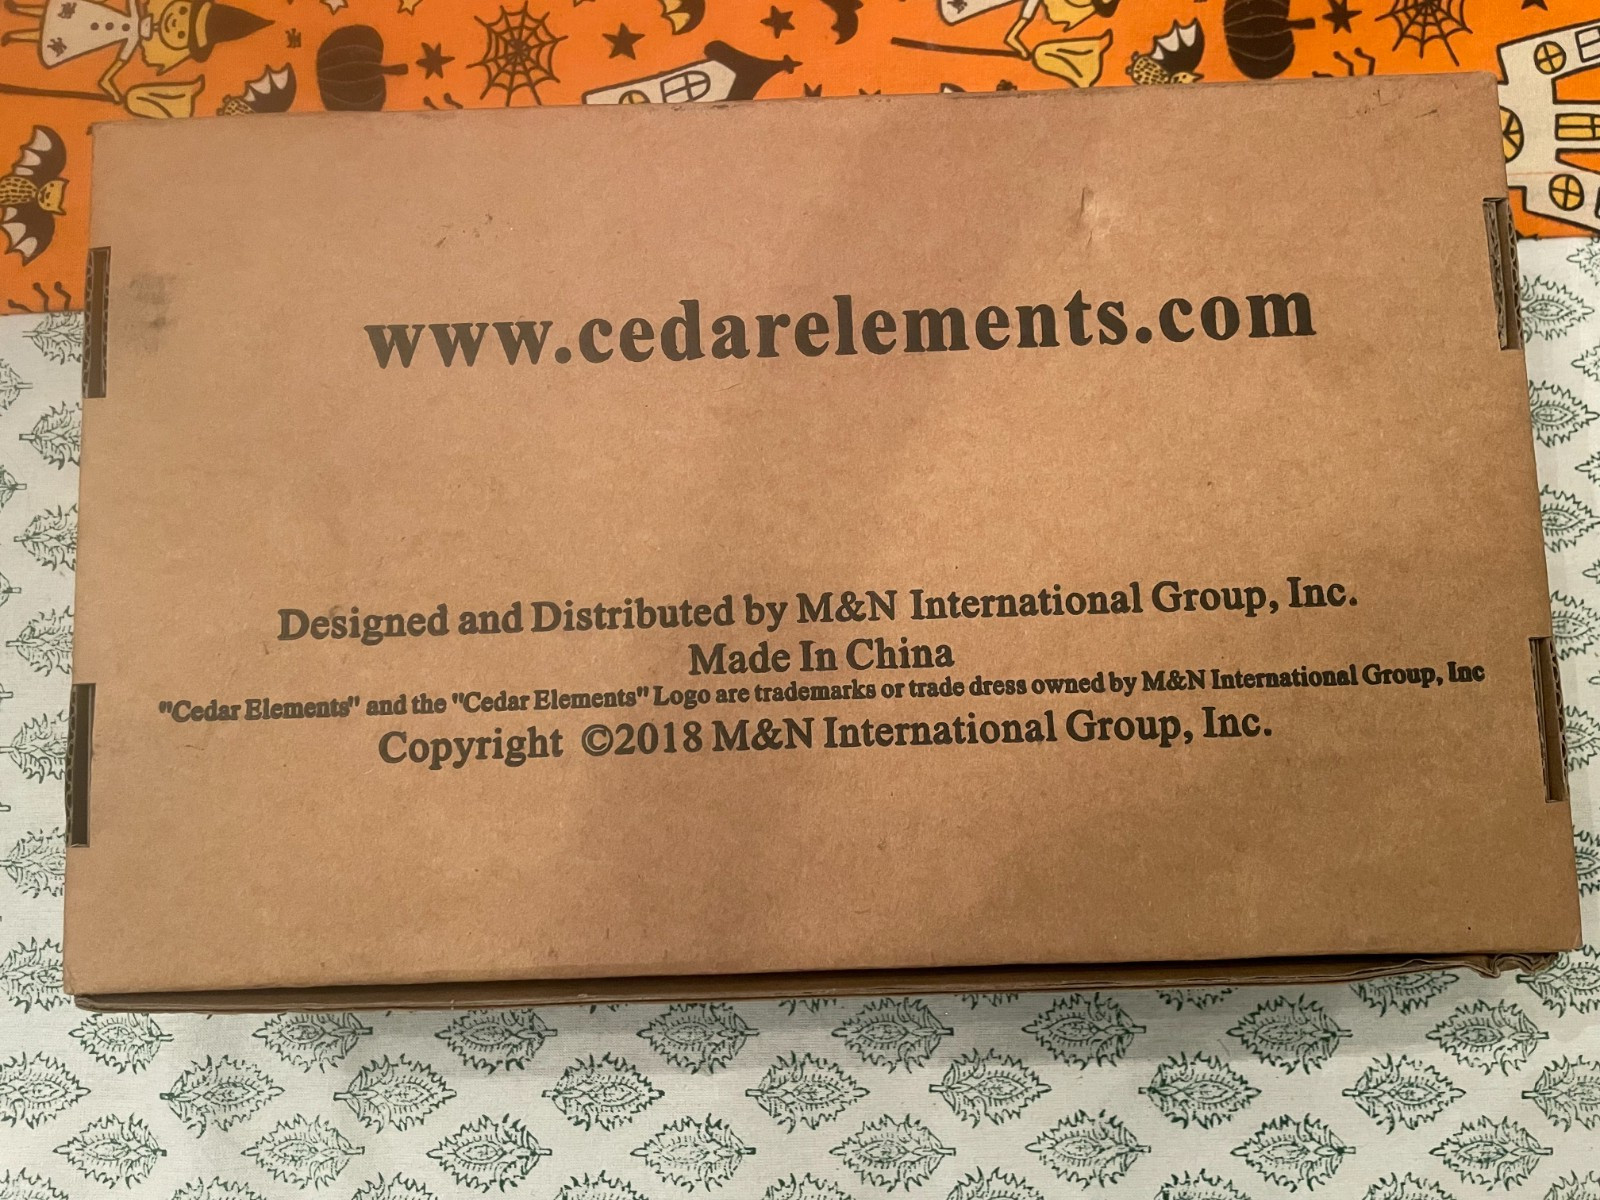 www.cedarelements.com
Designed and Distributed by M&N International Group, Inc.
Made In China
"Cedar Elements" and the "Cedar Elements" Logo are trademarks or trade dress owned by M&N International Group, Inc
Copyright ©2018 M&N International Group, Inc.